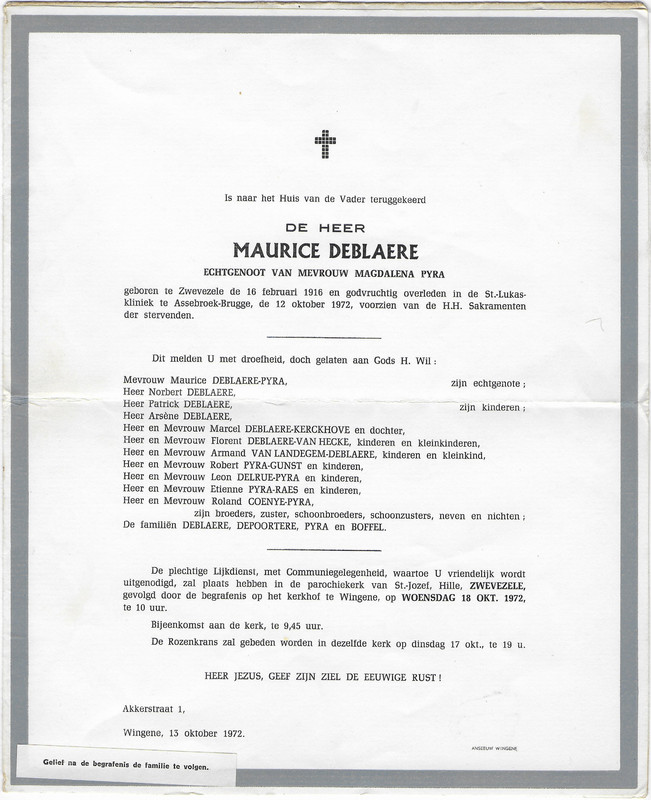 Is naar het Huis van de Vader teruggekeerd
DE HEER
MAURICE DEBLAERE
ECHTGENOOT VAN MEVROUW MAGDALENA PYRA
geboren te Zwevezele de 16 februari 1916 en godvruchtig overleden in de St.-Lukas-
kliniek te Assebroek-Brugge, de 12 oktober 1972, voorzien van de H.H. Sakramenten
der stervenden.
Dit melden U met droefheid, doch gelaten aan Gods H. Wil :
Mevrouw Maurice DEBLAERE-PYRA, zijn echtgenote ;
Heer Norbert DEBLAERE,
Heer Patrick DEBLAERE, zijn kinderen ;
Heer Arsène DEBLAERE,
Heer en Mevrouw Marcel DEBLAERE-KERCKHOVE en dochter,
Heer en Mevrouw Florent DEBLAERE-VAN HECKE, kinderen en kleinkinderen,
Heer en Mevrouw Armand VAN LANDEGEM-DEBLAERE, kinderen en kleinkind,
Heer en Mevrouw Robert PYRA-GUNST en kinderen,
Heer en Mevrouw Leon DELRUE-PYRA en kinderen,
Heer en Mevrouw Etienne PYRA-RAES en kinderen,
Heer en Mevrouw Roland COENYE-PYRA,
zijn broeders, zuster, schoonbroeders, schoonzusters, neven en nichten ;
De familiën DEBLAERE, DEPOORTERE, PYRA en BOFFEL.
De plechtige Lijkdienst, met Communiegelegenheid, waartoe U vriendelijk wordt
uitgenodigd, zal plaats hebben in de parochiekerk van St.-Jozef, Hille, ZWEVEZELE,
gevolgd door de begrafenis op het kerkhof te Wingene, op WOENSDAG 18 OKT. 1972,
te 10 uur.
Bijeenkomst aan de kerk, te 9,45 uur.
De Rozenkrans zal gebeden worden in dezelfde kerk op dinsdag 17 okt., te 19 u.
HEER JEZUS, GEEF ZIJN ZIEL DE EEUWIGE RUST !
Akkerstraat 1,
Wingene, 13 oktober 1972.
ANSEEUW WINGENE
Gelief na de begrafenis de familie te volgen.